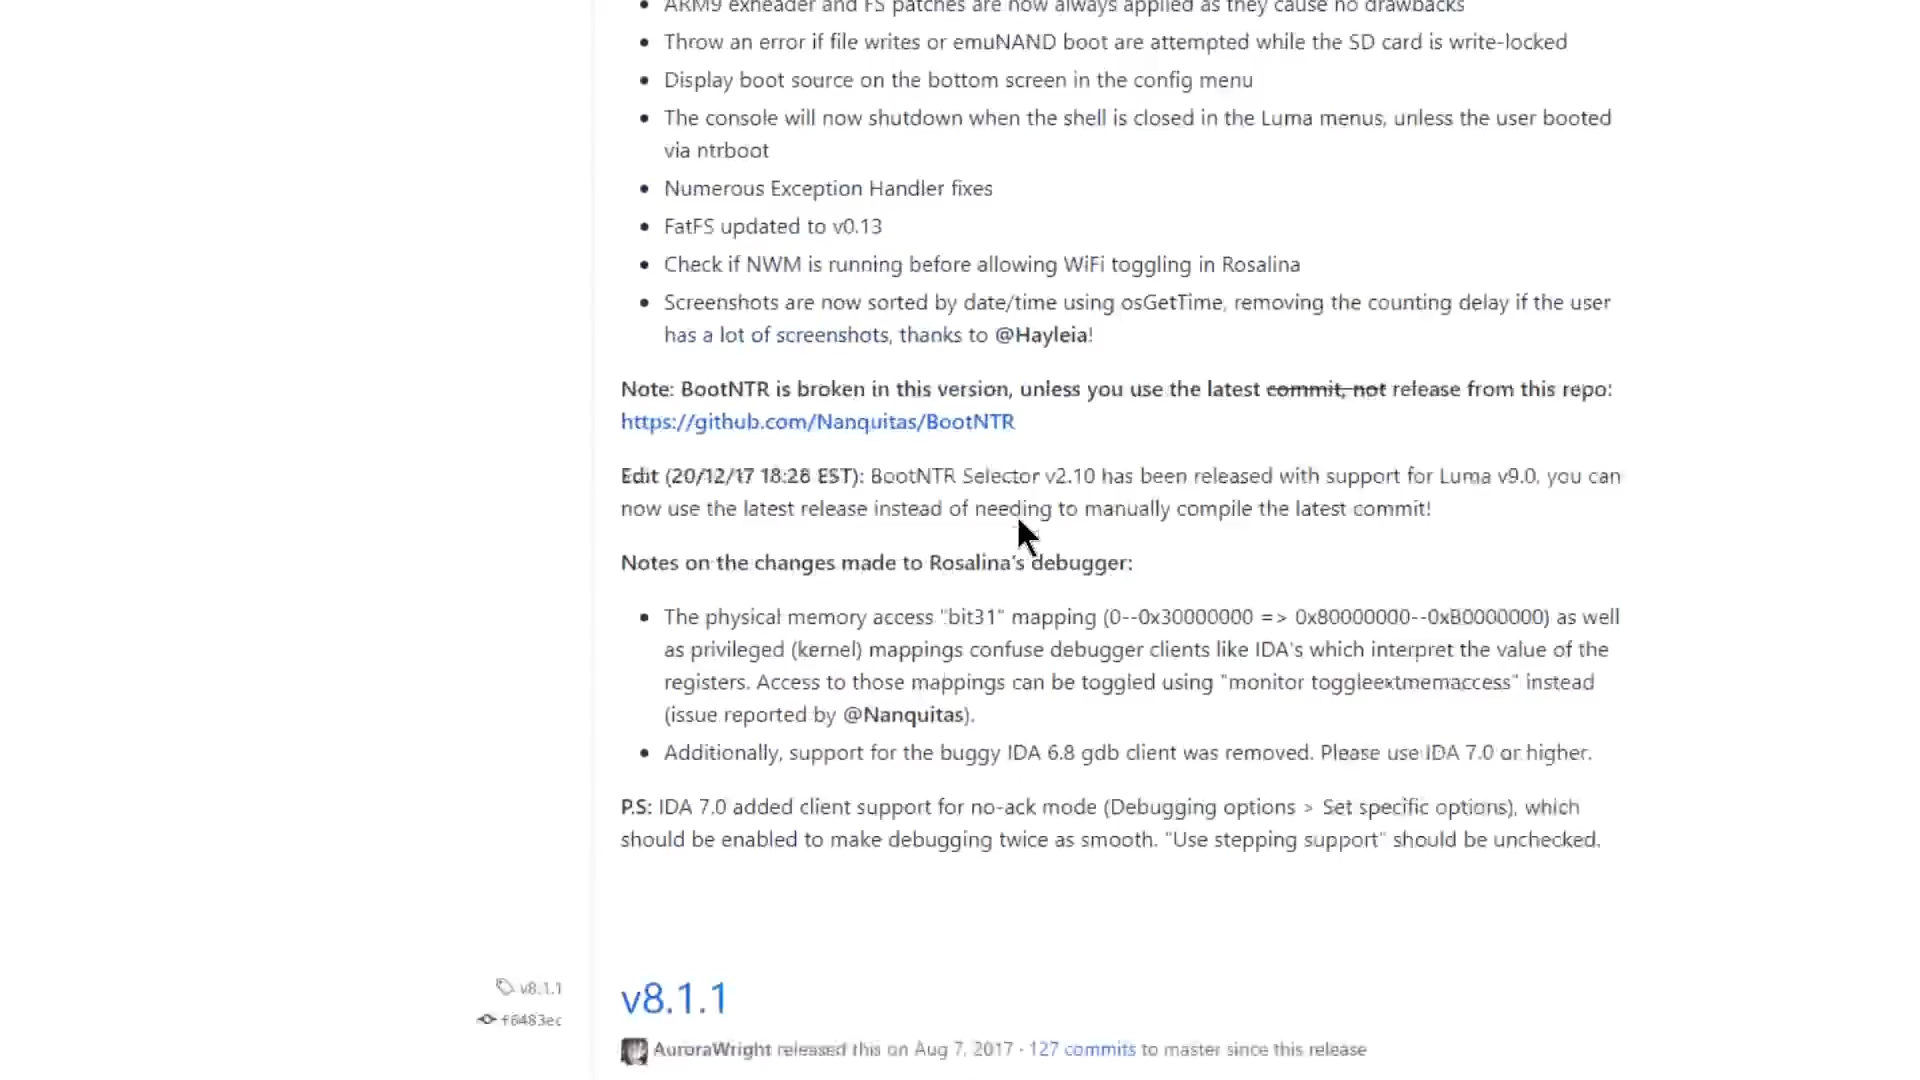 ARM9 exheader and FS patches are now always applied as they cause no drawbacks
Throw an error if file writes or emuNAND boot are attempted while the SD card is write-locked
Display boot source on the bottom screen in the config menu
The console will now shutdown when the shell is closed in the Luma menus, unless the user booted
via ntrboot
Numerous Exception Handler fixes
FatFS updated to v0.13
Check if NWM is running before allowing WiFi toggling in Rosalina
Screenshots are now sorted by date/time using osGetTime, removing the counting delay if the user
has a lot of screenshots, thanks to @Hayleia!
Note: BootNTR is broken in this version, unless you use the latest commit, not release from this repo:
https://github.com/Nanquitas/BootNTR
Edit (20/12/17 18:28 EST): BootNTR Selector v2.10 has been released with support for Luma v9.0, you can
now use the latest release instead of needing to manually compile the latest commit!
Notes on the changes made to Rosalina's debugger:
The physical memory access "bit31" mapping (0--0x30000000 => 0x80000000--0xB0000000) as well
as privileged (kernel) mappings confuse debugger clients like IDA's which interpret the value of the
registers. Access to those mappings can be toggled using "monitor toggleextmemaccess" instead
(issue reported by @Nanquitas).
Additionally, support for the buggy IDA 6.8 gdb client was removed. Please use IDA 7.0 or higher.
P.S: IDA 7.0 added client support for no-ack mode (Debugging options > Set specific options), which
should be enabled to make debugging twice as smooth. "Use stepping support" should be unchecked.
v8.1.1
f6483ec
v8.1.1
AuroraWright released this on Aug 7, 2017 · 127 commits to master since this release